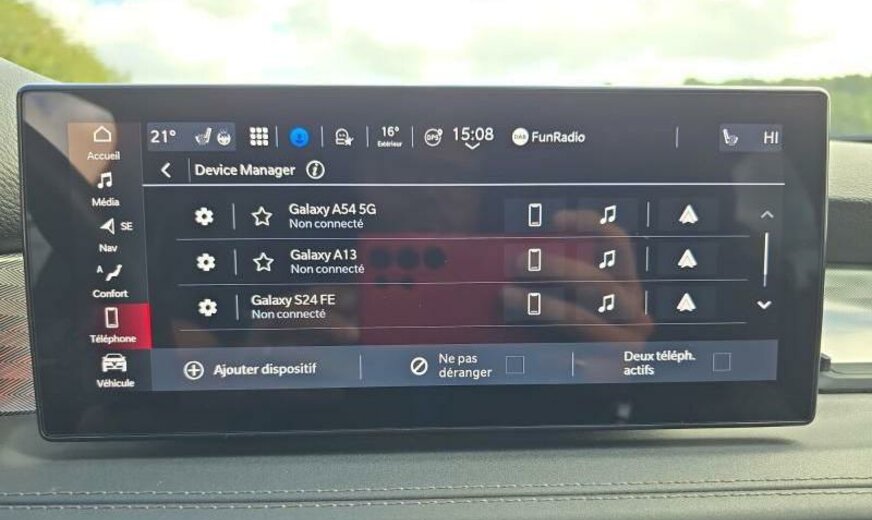 21°
16°
Extérieur
GPS
15:08
DAB
FunRadio
HI
Accueil
Device Manager
Média
SE
Nav
A
Confort
Téléphone
Véhicule
Galaxy A54 5G
Non connecté
Galaxy A13
Non connecté
Galaxy S24 FE
Non connecté
Ajouter dispositif
Ne pas
déranger
Deux téléph.
actifs